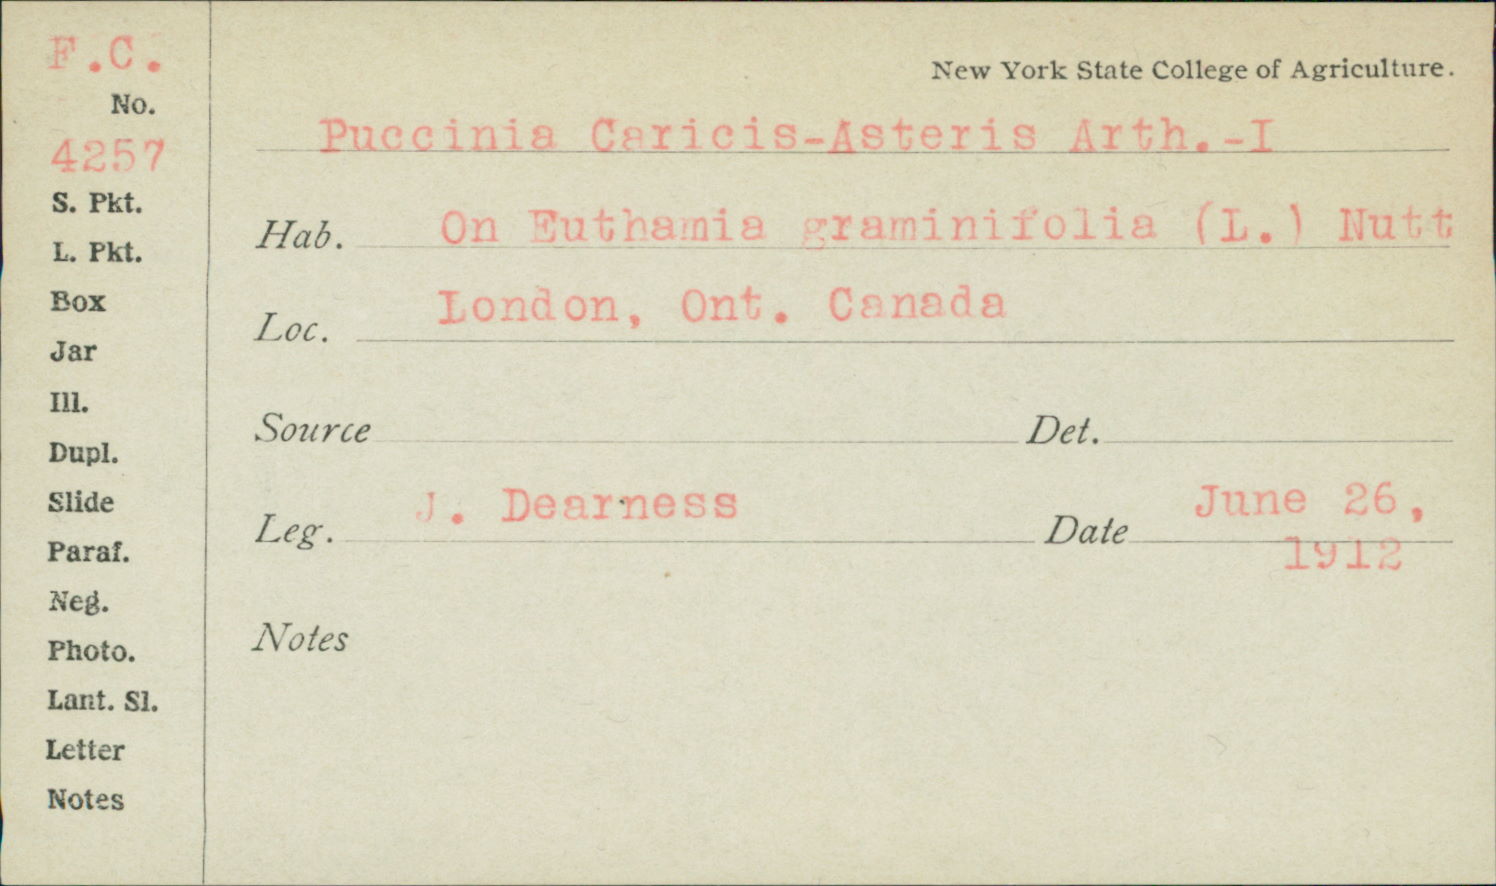 F.C.
No.
4257
S. Pkt.
L. Pkt.
Box
Jar
Ill.
Dupl.
Slide
Paraf.
Neg.
Photo.
Lant. Sl.
Letter
Notes
New York State College of Agriculture.
Puccinia Caricis-Asteris Arth.-I
Hab. On Euthamia graminifolia (L.) Nutt
Loc. London, Ont. Canada
Source Det.
Leg. J. Dearness Date June 26,
1912
Notes